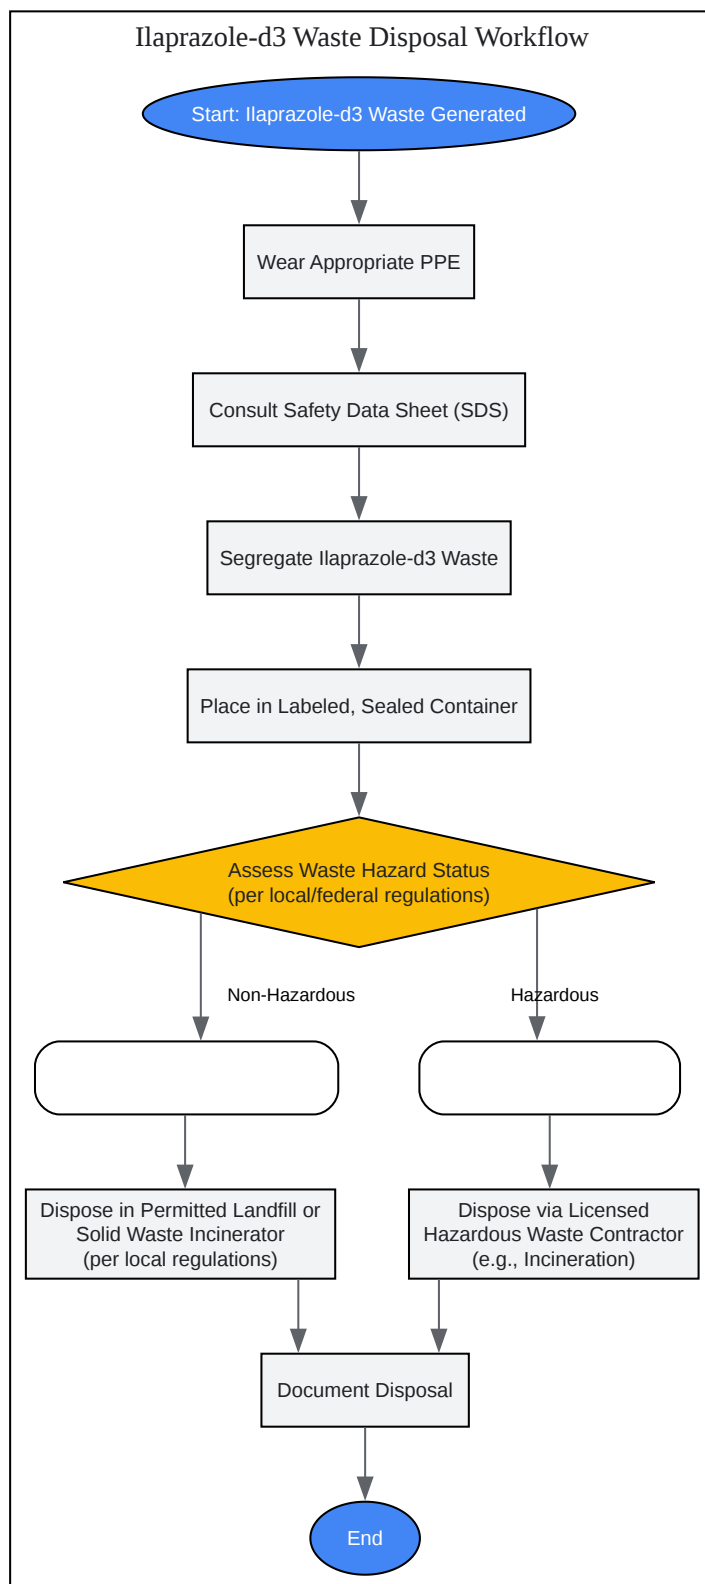 Ilaprazole-d3 Waste Disposal Workflow
Start: Ilaprazole-d3 Waste Generated
Wear Appropriate PPE
Consult Safety Data Sheet (SDS)
Segregate Ilaprazole-d3 Waste
Place in Labeled, Sealed Container
Assess Waste Hazard Status
(per local/federal regulations)
Non-Hazardous
Hazardous
Dispose in Permitted Landfill or
Solid Waste Incinerator
(per local regulations)
Dispose via Licensed
Hazardous Waste Contractor
(e.g., Incineration)
Document Disposal
End